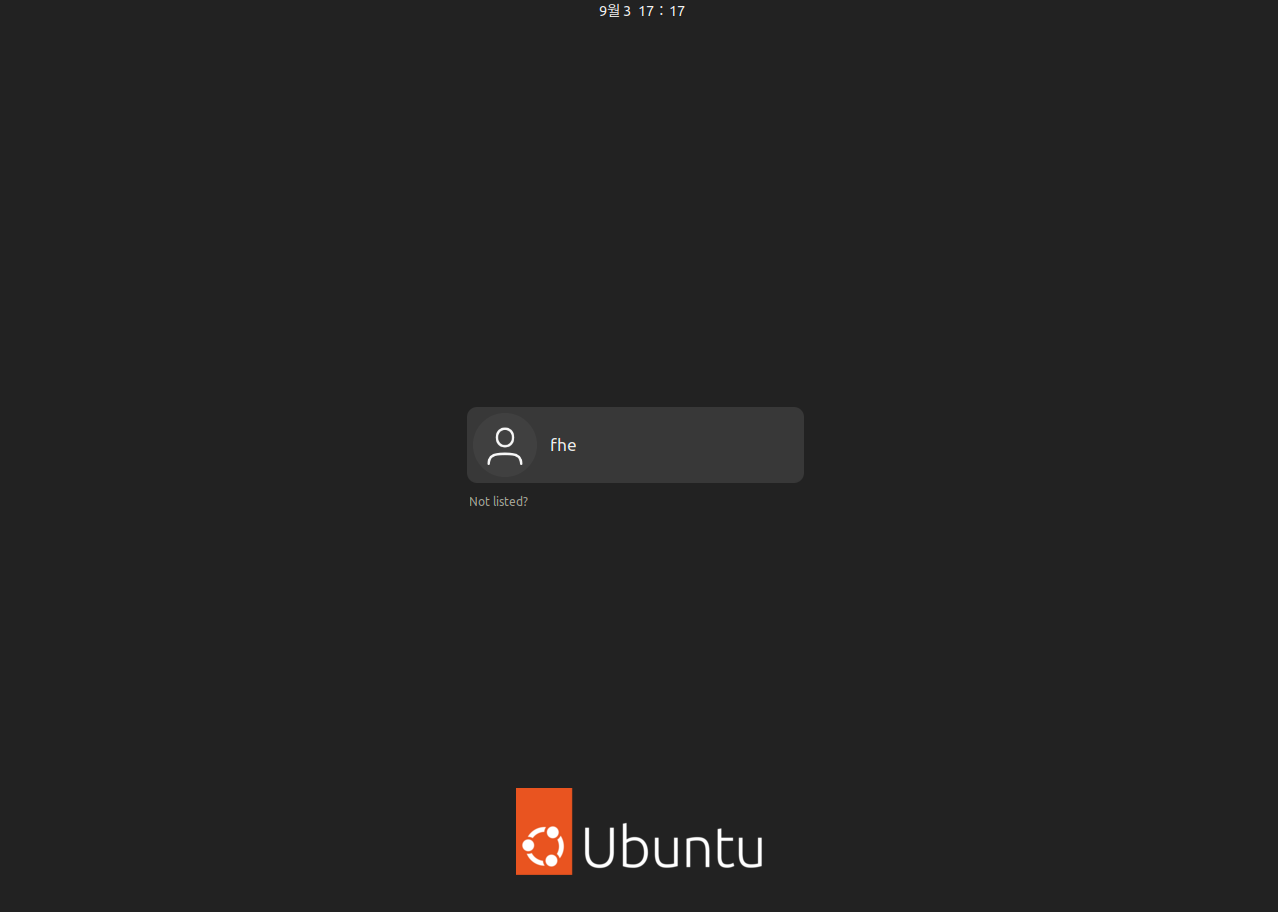 9월 3 17 : 17
fhe
Not listed?
Ubuntu